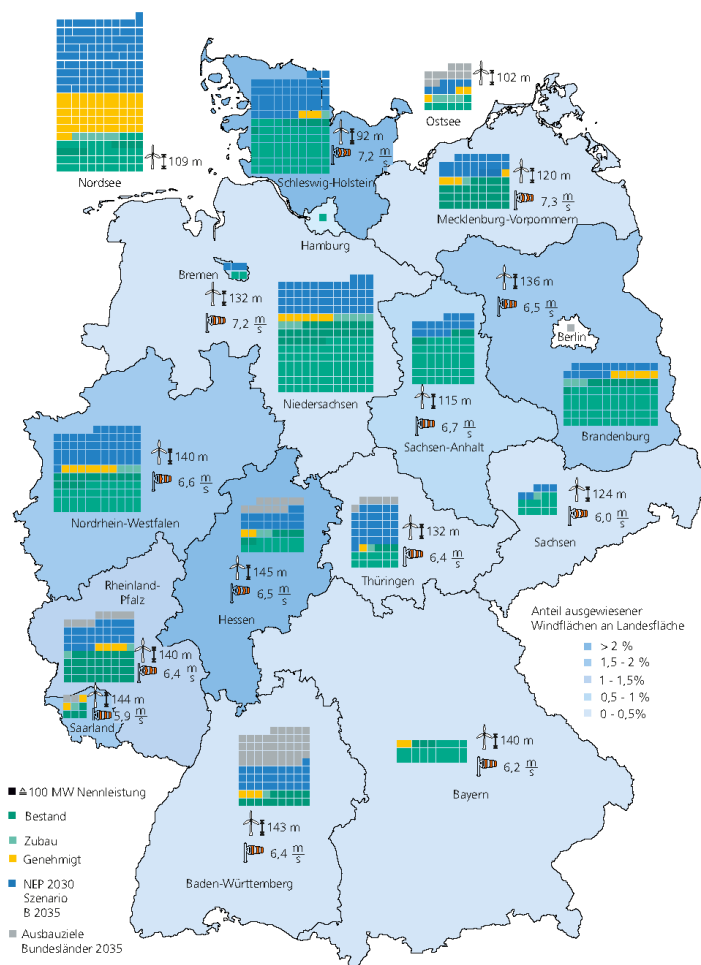 102 m
Ostsee
92 m
7,2 m/s
Schleswig-Holstein
109 m
Nordsee
120 m
7,3 m/s
Mecklenburg-Vorpommern
Hamburg
Bremen
132 m
7,2 m/s
136 m
6,5 m/s
Berlin
Niedersachsen
115 m
6,7 m/s
Sachsen-Anhalt
Brandenburg
140 m
6,6 m/s
Nordrhein-Westfalen
124 m
6,0 m/s
Sachsen
132 m
6,4 m/s
Thüringen
145 m
6,5 m/s
Hessen
Rheinland-
Pfalz
140 m
6,4 m/s
144 m
5,9 m/s
Saarland
Anteil ausgewiesener
Windflächen an Landesfläche
> 2 %
1,5 - 2 %
1 - 1,5%
0,5 - 1 %
0 - 0,5%
140 m
6,2 m/s
Bayern
143 m
6,4 m/s
Baden-Württemberg
≙100 MW Nennleistung
Bestand
Zubau
Genehmigt
NEP 2030
Szenario
B 2035
Ausbauziele
Bundesländer 2035